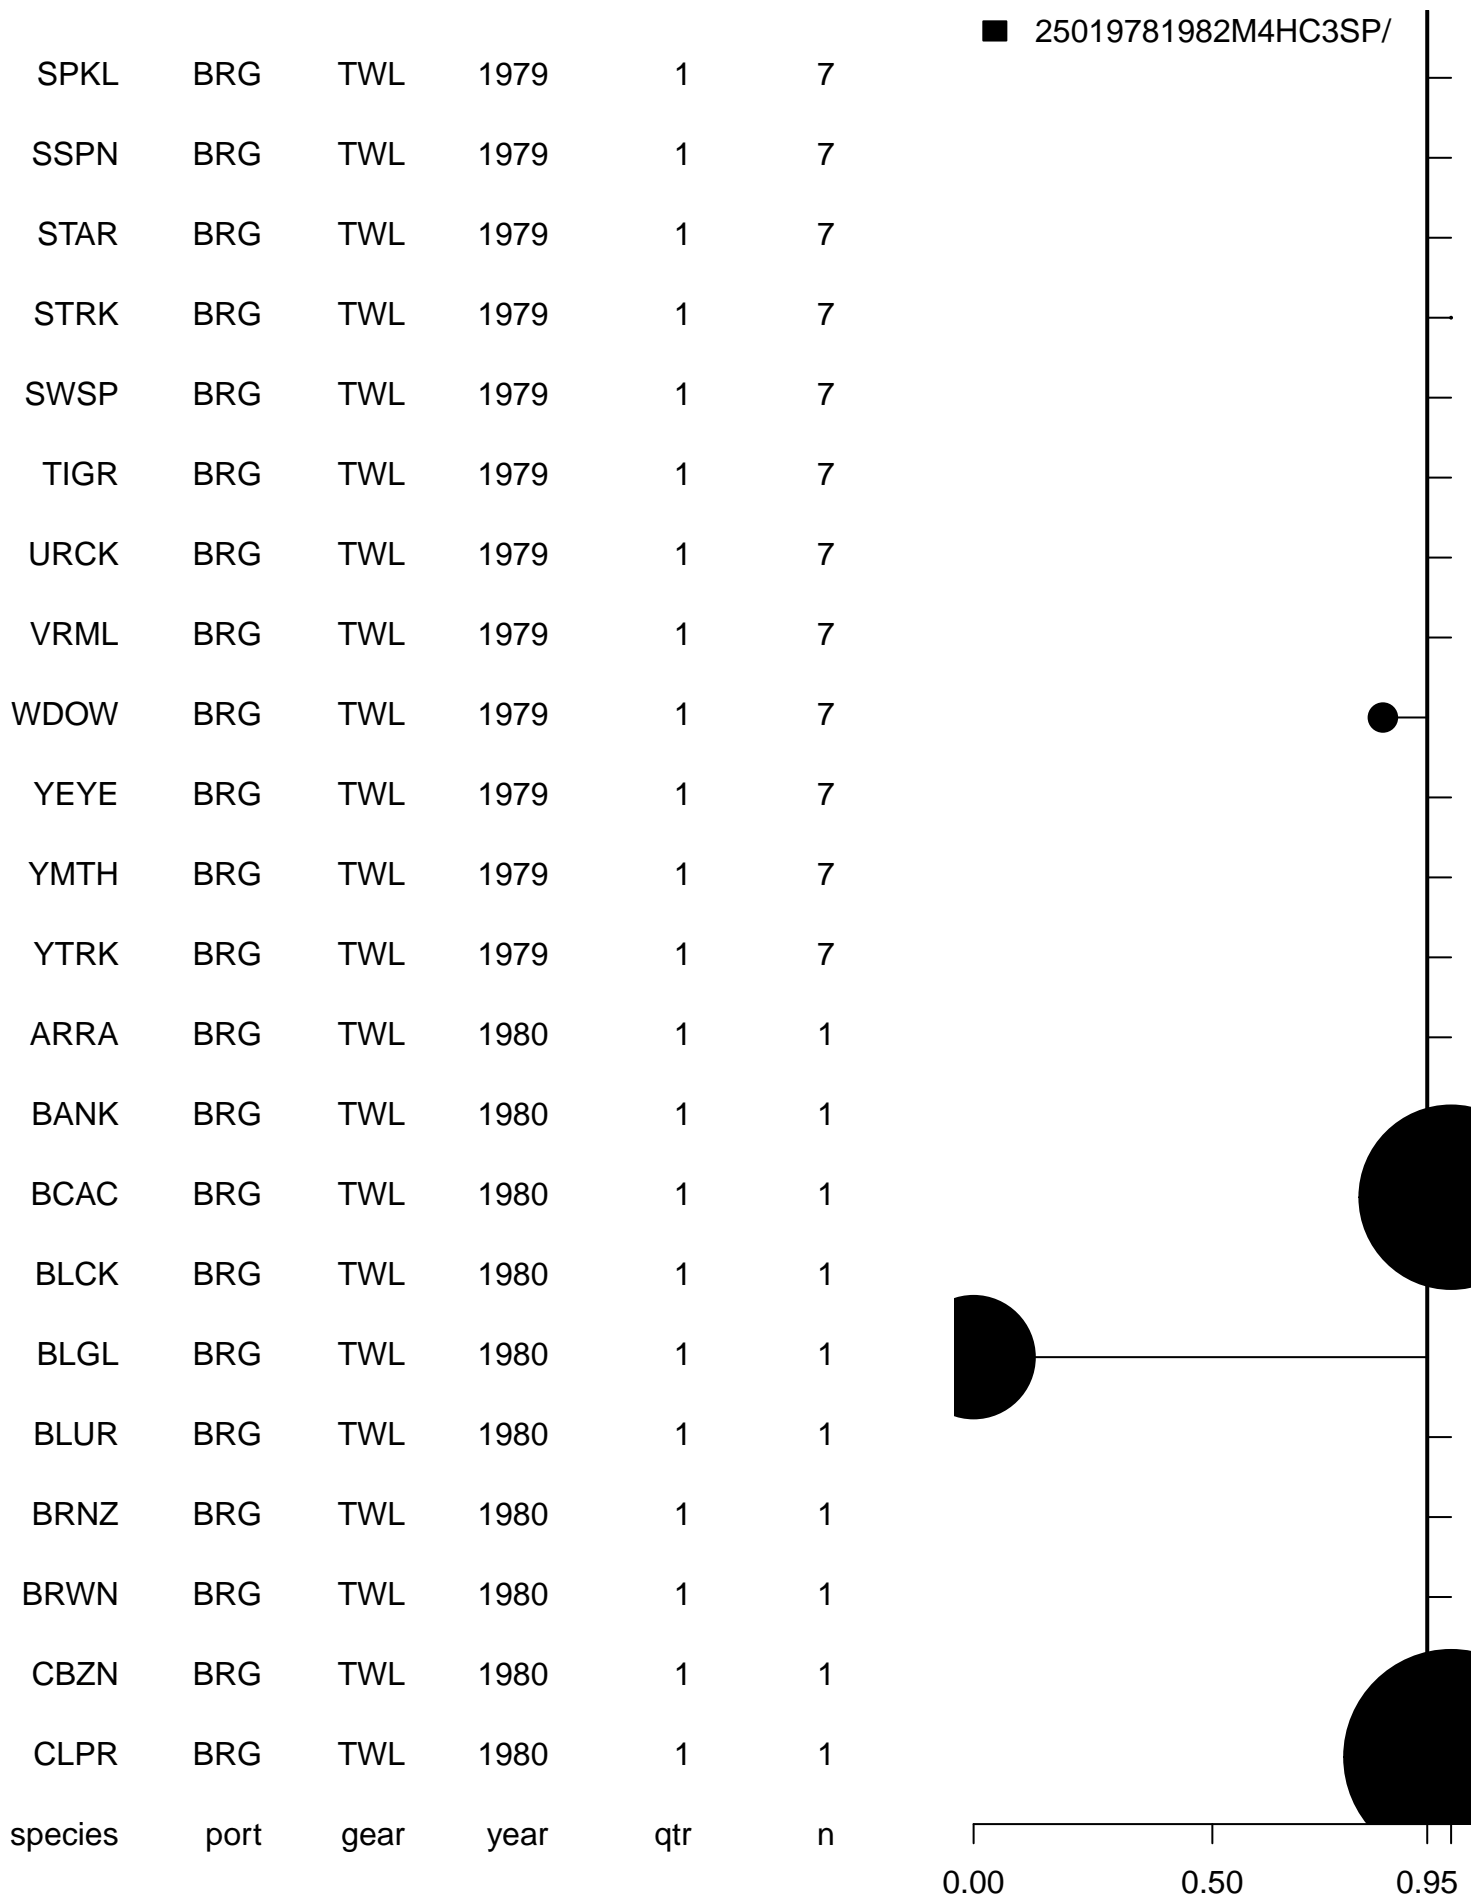 25019781982M4HC3SP/
SPKL BRG TWL 1979 1 7
SSPN BRG TWL 1979 1 7
STAR BRG TWL 1979 1 7
STRK BRG TWL 1979 1 7
SWSP BRG TWL 1979 1 7
TIGR BRG TWL 1979 1 7
URCK BRG TWL 1979 1 7
VRML BRG TWL 1979 1 7
WDOW BRG TWL 1979 1 7
YEYE BRG TWL 1979 1 7
YMTH BRG TWL 1979 1 7
YTRK BRG TWL 1979 1 7
ARRA BRG TWL 1980 1 1
BANK BRG TWL 1980 1 1
BCAC BRG TWL 1980 1 1
BLCK BRG TWL 1980 1 1
BLGL BRG TWL 1980 1 1
BLUR BRG TWL 1980 1 1
BRNZ BRG TWL 1980 1 1
BRWN BRG TWL 1980 1 1
CBZN BRG TWL 1980 1 1
CLPR BRG TWL 1980 1 1
species port gear year qtr n
0.00 0.50 0.95